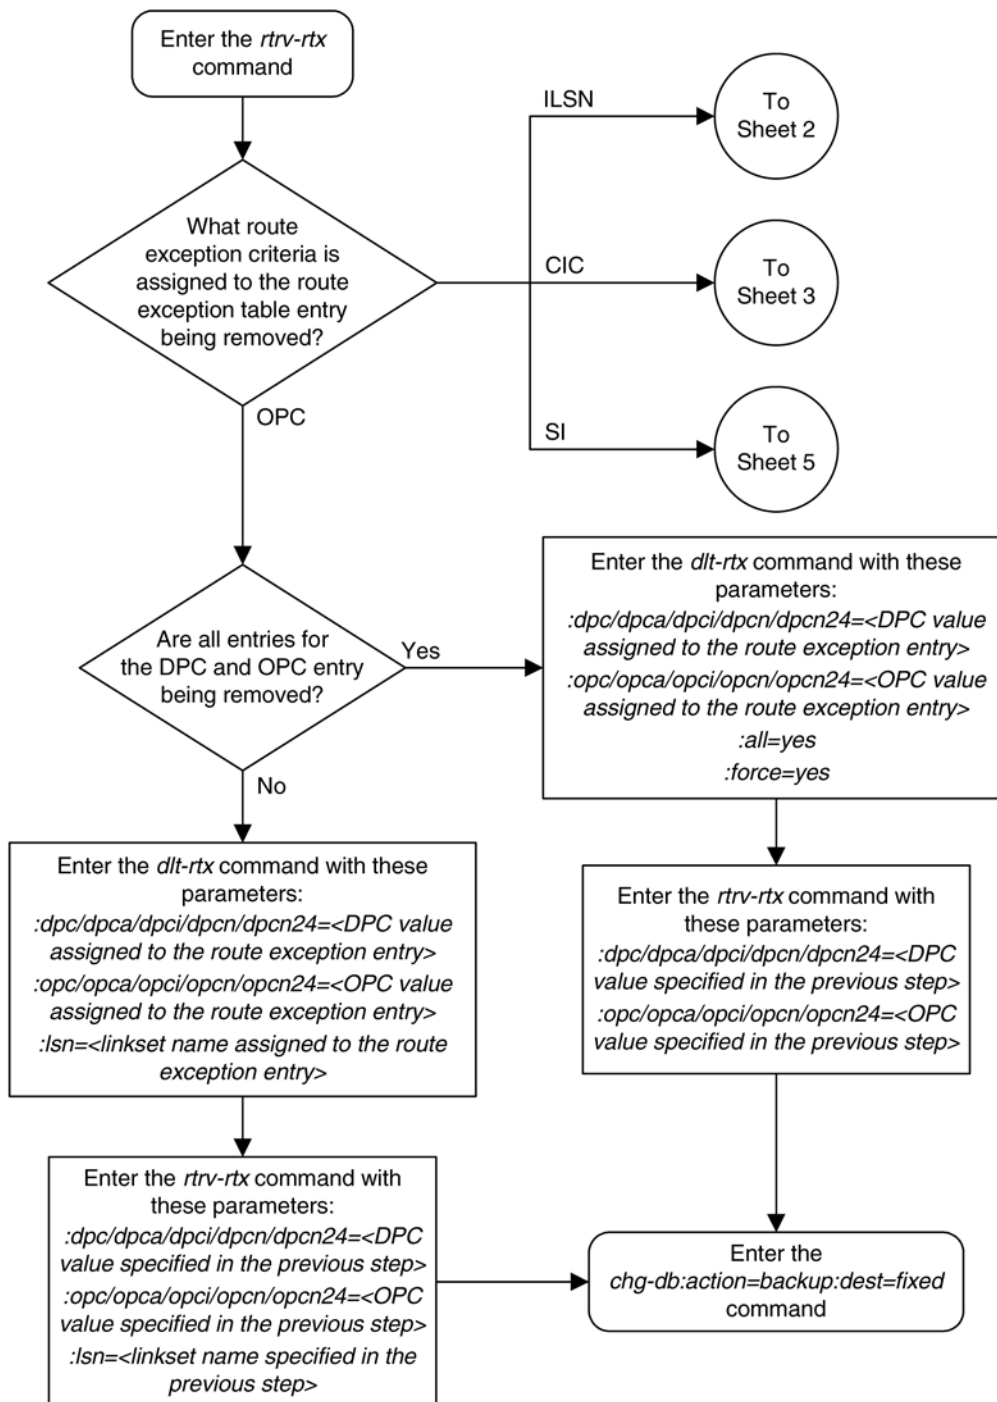 Enter the rtrv-rtx
command
ILSN
To
Sheet 2
What route
exception criteria is
assigned to the route
exception table entry
being removed?
CIC
To
Sheet 3
OPC
SI
To
Sheet 5
Are all entries for
the DPC and OPC entry
being removed?
Yes
Enter the dlt-rtx command with these
parameters:
:dpc/dpca/dpci/dpcn/dpcn24=<DPC value
assigned to the route exception entry>
:opc/opca/opci/opcn/opcn24=<OPC value
assigned to the route exception entry>
:all=yes
:force=yes
No
Enter the dlt-rtx command with these
parameters:
:dpc/dpca/dpci/dpcn/dpcn24=<DPC value
assigned to the route exception entry>
:opc/opca/opci/opcn/opcn24=<OPC value
assigned to the route exception entry>
:lsn=<linkset name assigned to the route
exception entry>
Enter the rtrv-rtx command with
these parameters:
:dpc/dpca/dpci/dpcn/dpcn24=<DPC
value specified in the previous step>
:opc/opca/opci/opcn/opcn24=<OPC
value specified in the previous step>
Enter the rtrv-rtx command with
these parameters:
:dpc/dpca/dpci/dpcn/dpcn24=<DPC
value specified in the previous step>
:opc/opca/opci/opcn/opcn24=<OPC
value specified in the previous step>
:lsn=<linkset name specified in the
previous step>
Enter the
chg-db:action=backup:dest=fixed
command